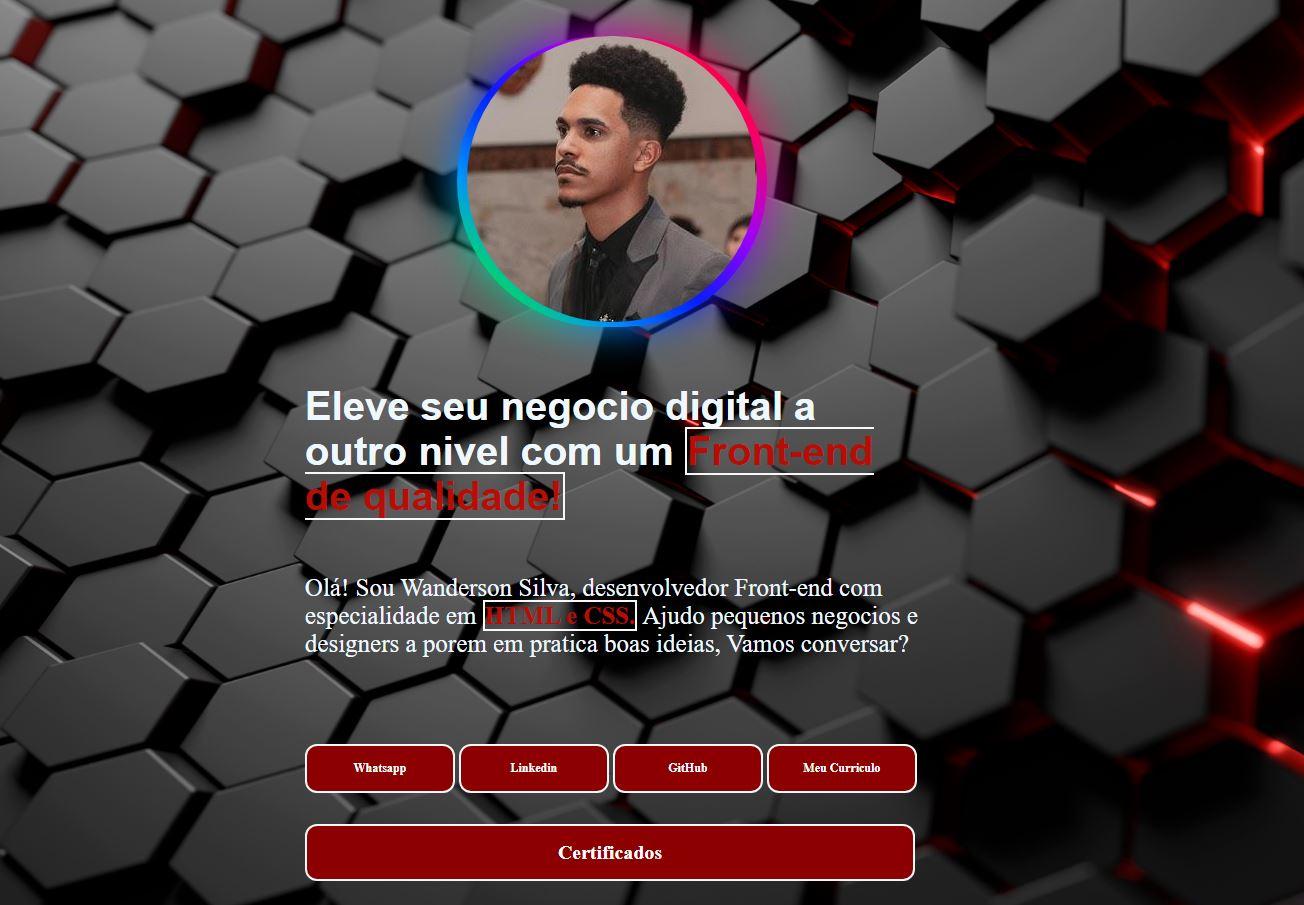 Eleve seu negocio digital a
outro nivel com um Front-end
de qualidade!
Olá! Sou Wanderson Silva, desenvolvedor Front-end com
especialidade em HTML e CSS. Ajudo pequenos negocios e
designers a porem em pratica boas ideias, Vamos conversar?
Whatsapp Linkedin GitHub Meu Curriculo
Certificados